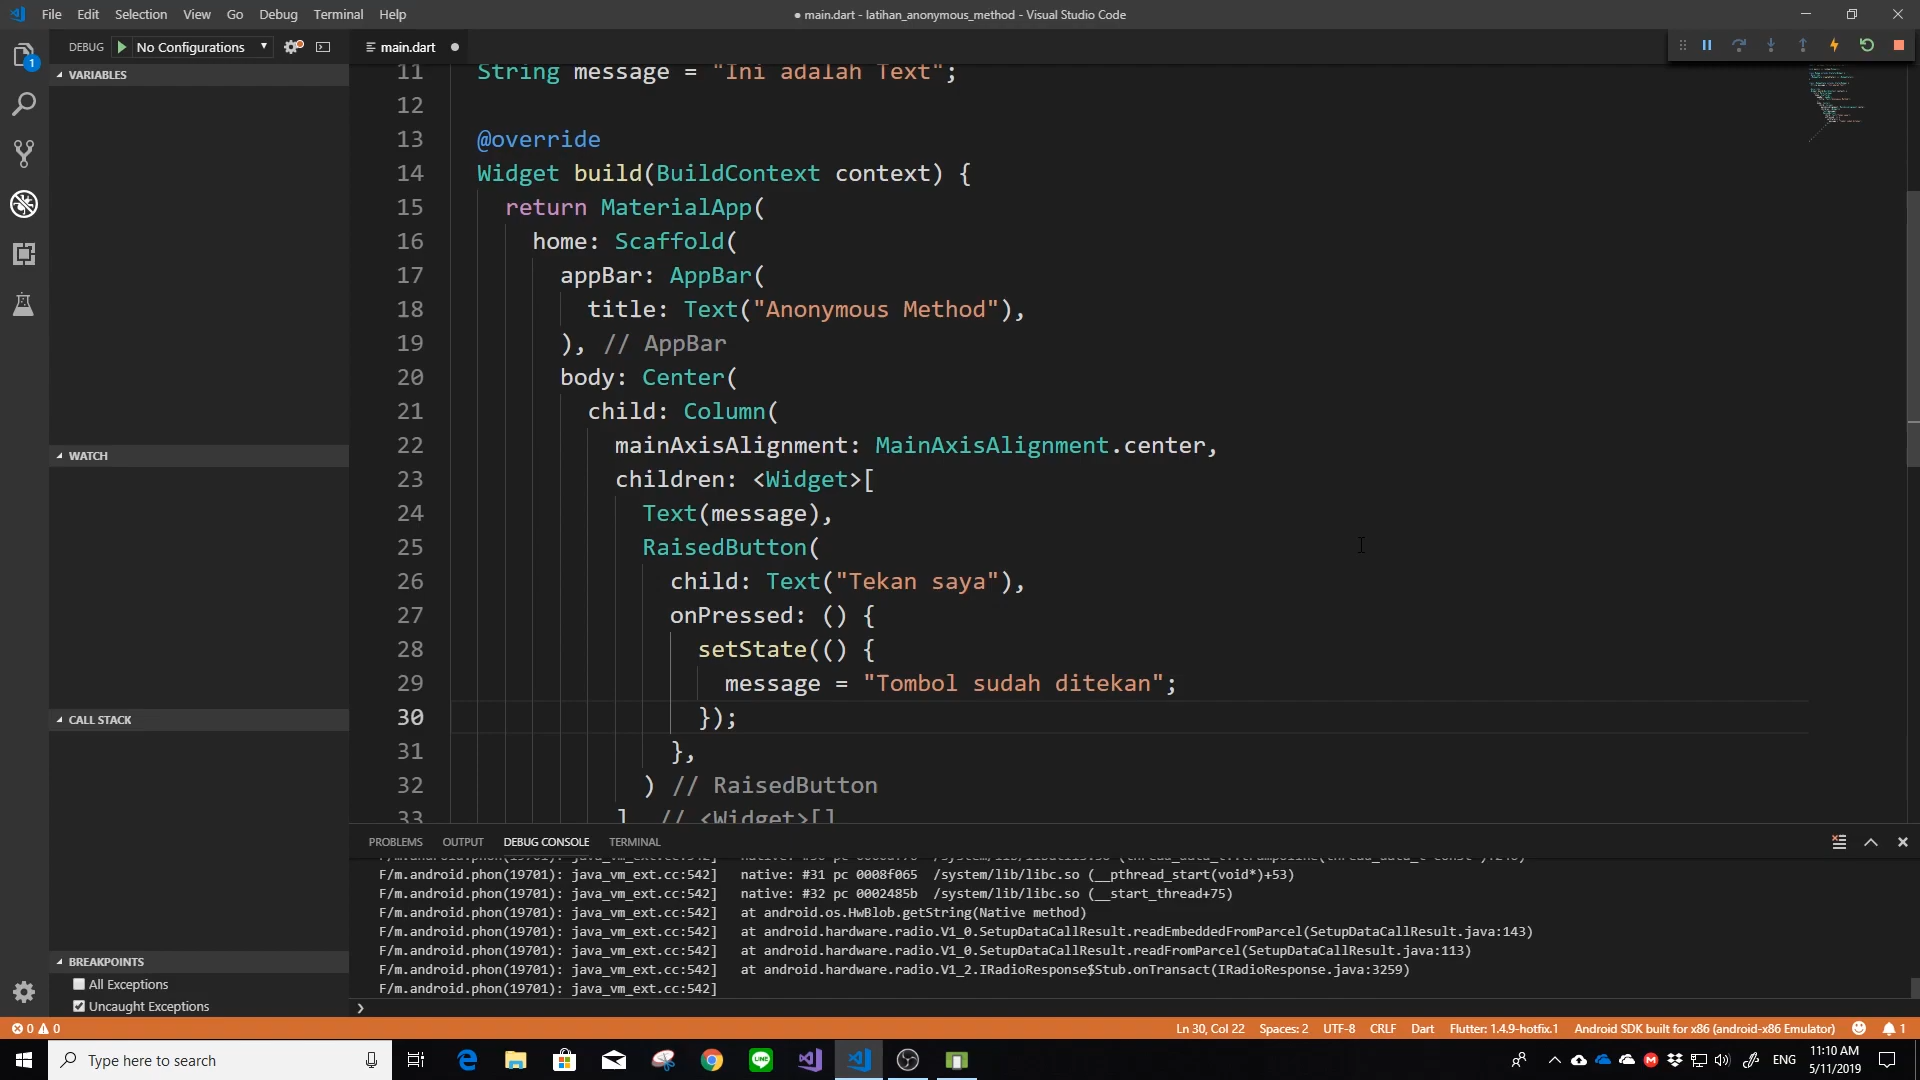 File Edit Selection View Go Debug Terminal Help
● main.dart - latihan_anonymous_method - Visual Studio Code
DEBUG No Configurations
main.dart
1
VARIABLES
WATCH
CALL STACK
BREAKPOINTS
All Exceptions
Uncaught Exceptions
11 String message = "Ini adalah Text";
12
13 @override
14 Widget build(BuildContext context) {
15 return MaterialApp(
16 home: Scaffold(
17 appBar: AppBar(
18 title: Text("Anonymous Method"),
19 ), // AppBar
20 body: Center(
21 child: Column(
22 mainAxisAlignment: MainAxisAlignment.center,
23 children: <Widget>[
24 Text(message),
25 RaisedButton(
26 child: Text("Tekan saya"),
27 onPressed: () {
28 setState(() {
29 message = "Tombol sudah ditekan";
30 });
31 },
32 ) // RaisedButton
33 ], // <Widget>[]
PROBLEMS OUTPUT DEBUG CONSOLE TERMINAL
F/m.android.phon(19701): java_vm_ext.cc:542] native: #31 pc 0008f065 /system/lib/libc.so (__pthread_start(void*)+53)
F/m.android.phon(19701): java_vm_ext.cc:542] native: #32 pc 0002485b /system/lib/libc.so (__start_thread+75)
F/m.android.phon(19701): java_vm_ext.cc:542] at android.os.HwBlob.getString(Native method)
F/m.android.phon(19701): java_vm_ext.cc:542] at android.hardware.radio.V1_0.SetupDataCallResult.readEmbeddedFromParcel(SetupDataCallResult.java:143)
F/m.android.phon(19701): java_vm_ext.cc:542] at android.hardware.radio.V1_0.SetupDataCallResult.readFromParcel(SetupDataCallResult.java:113)
F/m.android.phon(19701): java_vm_ext.cc:542] at android.hardware.radio.V1_2.IRadioResponse$Stub.onTransact(IRadioResponse.java:3259)
F/m.android.phon(19701): java_vm_ext.cc:542]
0 0
Ln 30, Col 22 Spaces: 2 UTF-8 CRLF Dart Flutter: 1.4.9-hotfix.1 Android SDK built for x86 (android-x86 Emulator) 1
Type here to search
LINE
ENG
11:10 AM
5/11/2019